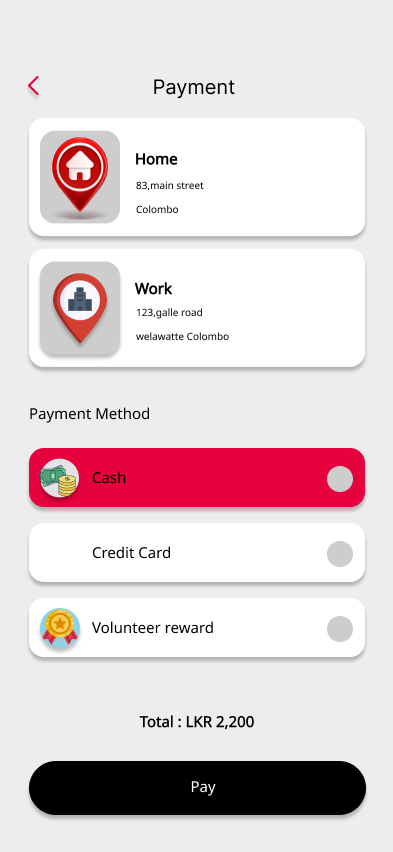 Payment
Home
83,main street
Colombo
Work
123,galle road
welawatte Colombo
Payment Method
Cash
Credit Card
Volunteer reward
Total : LKR 2,200
Pay